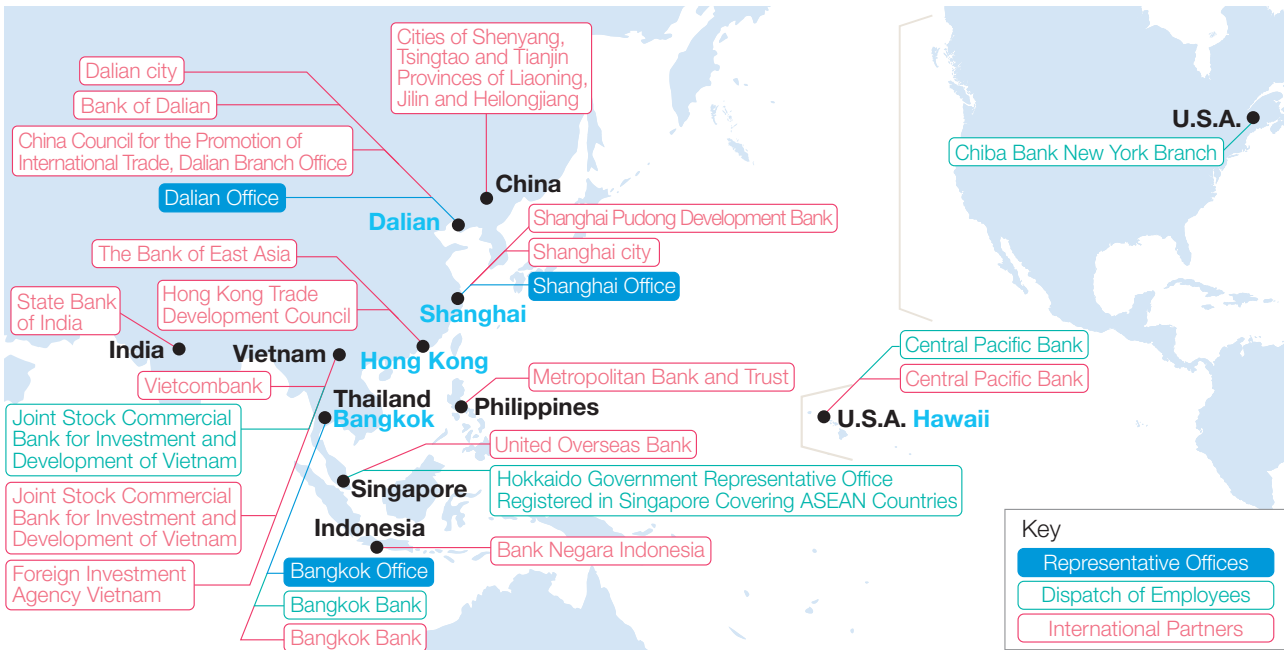 Cities of Shenyang,
Tsingtao and Tianjin
Provinces of Liaoning,
Jilin and Heilongjiang
Dalian city
Bank of Dalian
China Council for the Promotion of
International Trade, Dalian Branch Office
Dalian Office
China
Dalian
U.S.A.
Chiba Bank New York Branch
Shanghai Pudong Development Bank
Shanghai city
Shanghai Office
Shanghai
The Bank of East Asia
Hong Kong Trade
Development Council
Hong Kong
State Bank
of India
India
Vietnam
Vietcombank
Joint Stock Commercial
Bank for Investment and
Development of Vietnam
Joint Stock Commercial
Bank for Investment and
Development of Vietnam
Foreign Investment
Agency Vietnam
Thailand
Bangkok
Bangkok Office
Bangkok Bank
Bangkok Bank
Metropolitan Bank and Trust
Philippines
United Overseas Bank
Hokkaido Government Representative Office
Registered in Singapore Covering ASEAN Countries
Singapore
Indonesia
Bank Negara Indonesia
Central Pacific Bank
Central Pacific Bank
U.S.A. Hawaii
Key
Representative Offices
Dispatch of Employees
International Partners